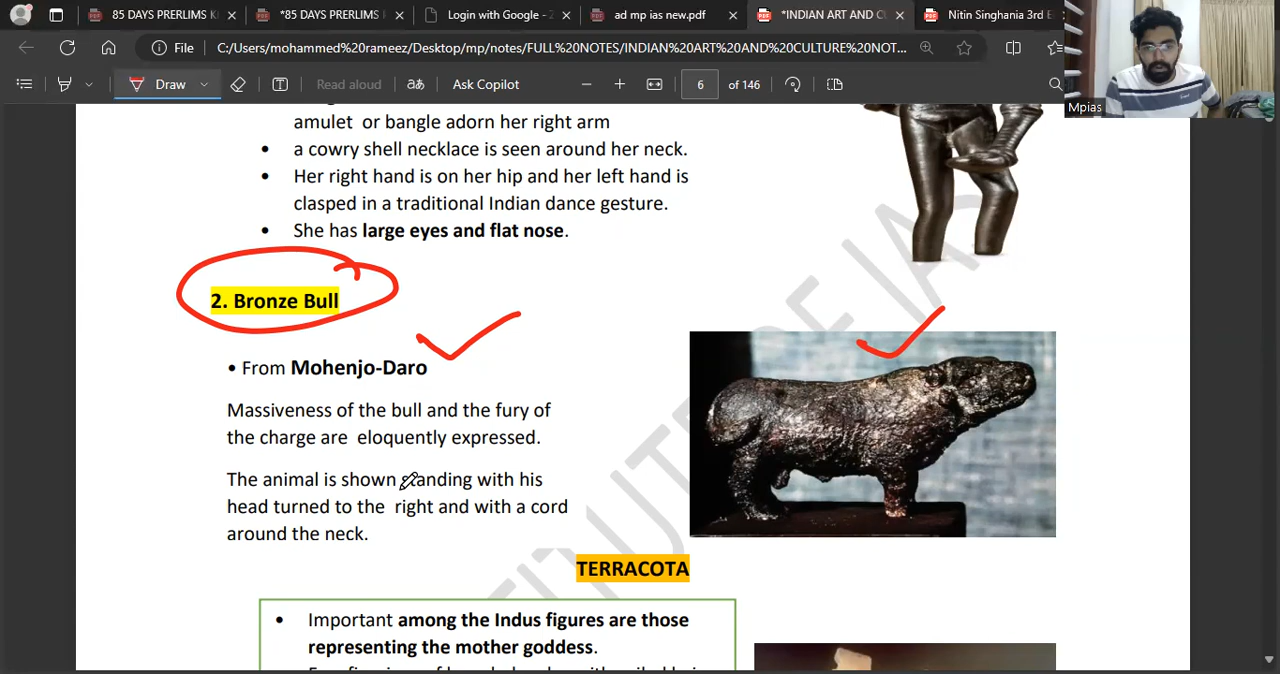 85 DAYS PRERLIMS K
*85 DAYS PRERLIMS I
Login with Google - 2
ad mp ias new.pdf
*INDIAN ART AND C
Nitin Singhania 3rd E
File
C:/Users/mohammed%20rameez/Desktop/mp/notes/FULL%20NOTES/INDIAN%20ART%20AND%20CULTURE%20NOT...
Draw
Read aloud
aあ
Ask Copilot
6
of 146
Mpias
amulet or bangle adorn her right arm
• a cowry shell necklace is seen around her neck.
• Her right hand is on her hip and her left hand is
clasped in a traditional Indian dance gesture.
• She has large eyes and flat nose.
2. Bronze Bull
• From Mohenjo-Daro
Massiveness of the bull and the fury of
the charge are eloquently expressed.
The animal is shown standing with his
head turned to the right and with a cord
around the neck.
TERRACOTA
• Important among the Indus figures are those
representing the mother goddess.